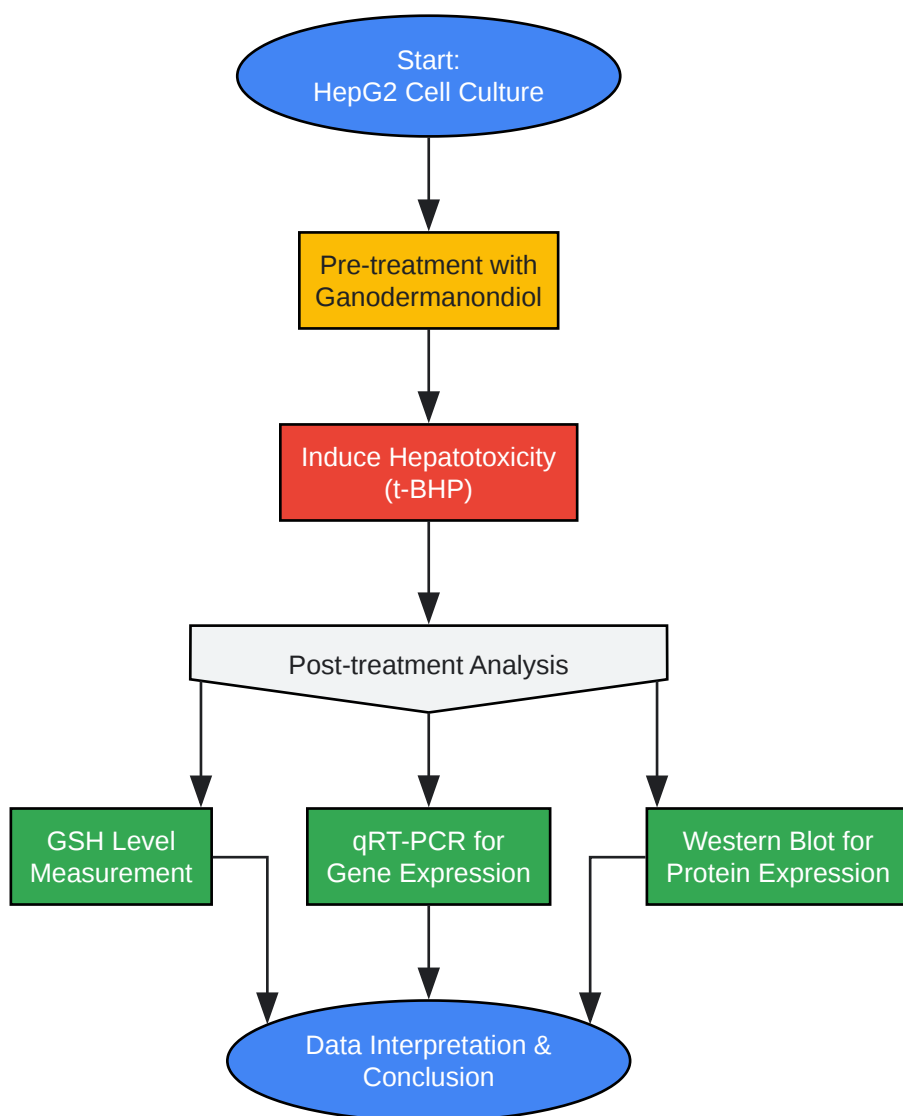 Start:
HepG2 Cell Culture
Pre-treatment with
Ganodermanondiol
Induce Hepatotoxicity
(t-BHP)
Post-treatment Analysis
GSH Level
Measurement
qRT-PCR for
Gene Expression
Western Blot for
Protein Expression
Data Interpretation &
Conclusion